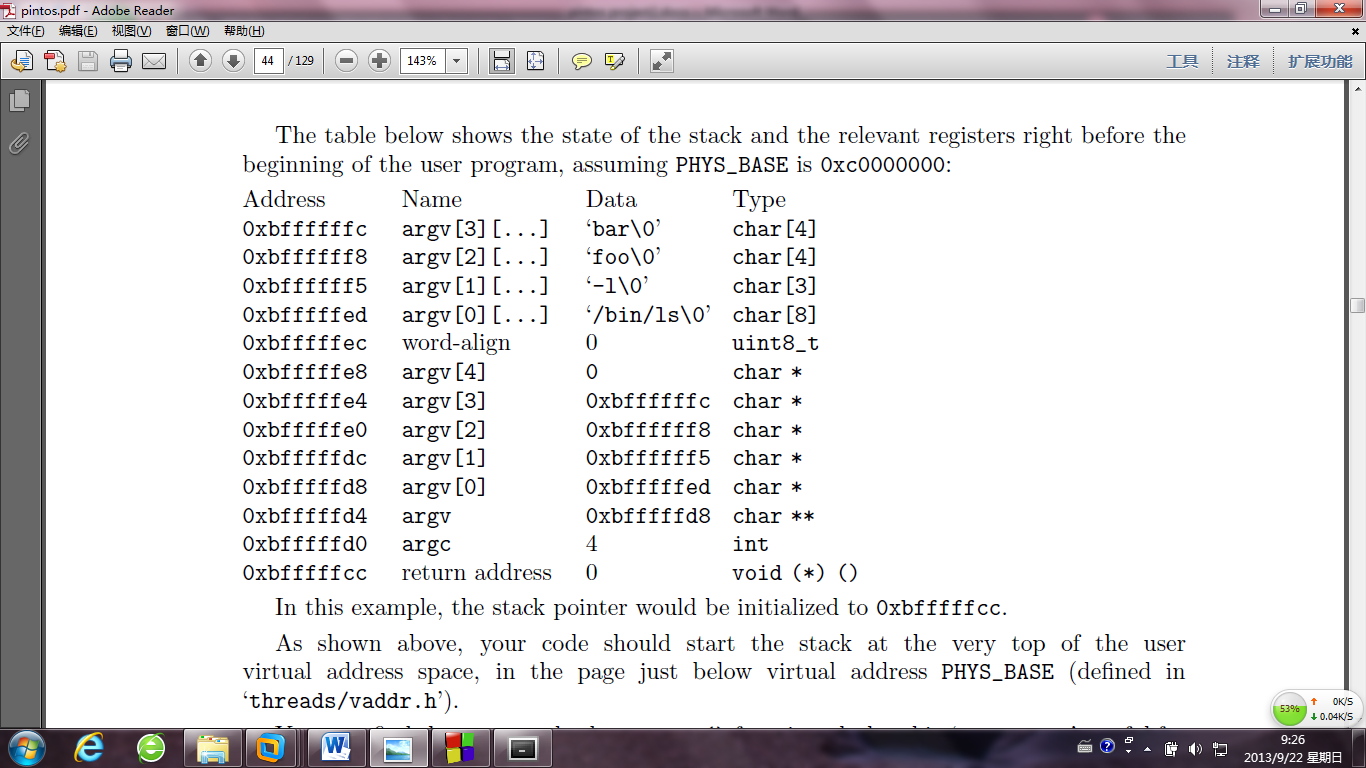 pintos.pdf - Adobe Reader
文件(F) 编辑(E) 视图(V) 窗口(W) 帮助(H)
44 / 129 143% 工具 注释 扩展功能
The table below shows the state of the stack and the relevant registers right before the
beginning of the user program, assuming PHYS_BASE is 0xc0000000:
Address Name Data Type
0xbffffffc argv[3][...] ‘bar\0’ char[4]
0xbffffff8 argv[2][...] ‘foo\0’ char[4]
0xbffffff5 argv[1][...] ‘-l\0’ char[3]
0xbfffffed argv[0][...] ‘/bin/ls\0’ char[8]
0xbfffffec word-align 0 uint8_t
0xbfffffe8 argv[4] 0 char *
0xbfffffe4 argv[3] 0xbffffffc char *
0xbfffffe0 argv[2] 0xbffffff8 char *
0xbfffffdc argv[1] 0xbffffff5 char *
0xbfffffd8 argv[0] 0xbfffffed char *
0xbfffffd4 argv 0xbfffffd8 char **
0xbfffffd0 argc 4 int
0xbfffffcc return address 0 void (*) ()
In this example, the stack pointer would be initialized to 0xbfffffcc.
As shown above, your code should start the stack at the very top of the user
virtual address space, in the page just below virtual address PHYS_BASE (defined in
‘threads/vaddr.h’).
53% 0K/S
0.04K/S
9:26
2013/9/22 星期日